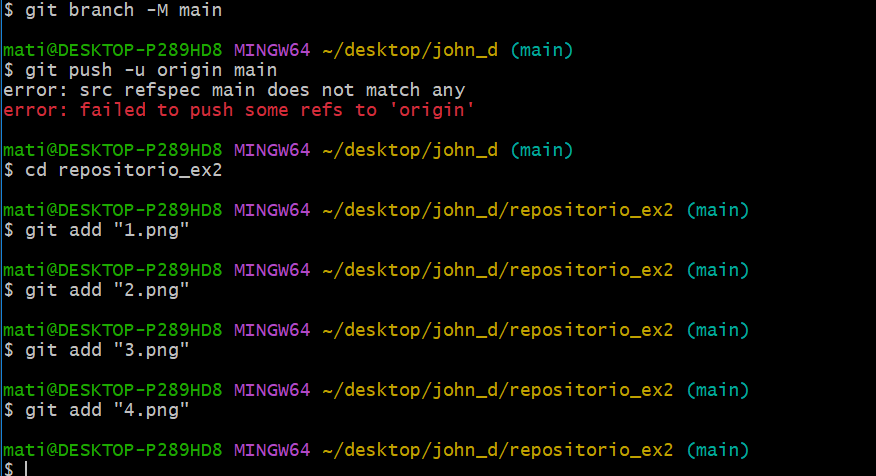 $ git branch -M main
mati@DESKTOP-P289HD8 MINGW64 ~/desktop/john_d (main)
$ git push -u origin main
error: src refspec main does not match any
error: failed to push some refs to 'origin'
mati@DESKTOP-P289HD8 MINGW64 ~/desktop/john_d (main)
$ cd repositorio_ex2
mati@DESKTOP-P289HD8 MINGW64 ~/desktop/john_d/repositorio_ex2 (main)
$ git add "1.png"
mati@DESKTOP-P289HD8 MINGW64 ~/desktop/john_d/repositorio_ex2 (main)
$ git add "2.png"
mati@DESKTOP-P289HD8 MINGW64 ~/desktop/john_d/repositorio_ex2 (main)
$ git add "3.png"
mati@DESKTOP-P289HD8 MINGW64 ~/desktop/john_d/repositorio_ex2 (main)
$ git add "4.png"
mati@DESKTOP-P289HD8 MINGW64 ~/desktop/john_d/repositorio_ex2 (main)
$